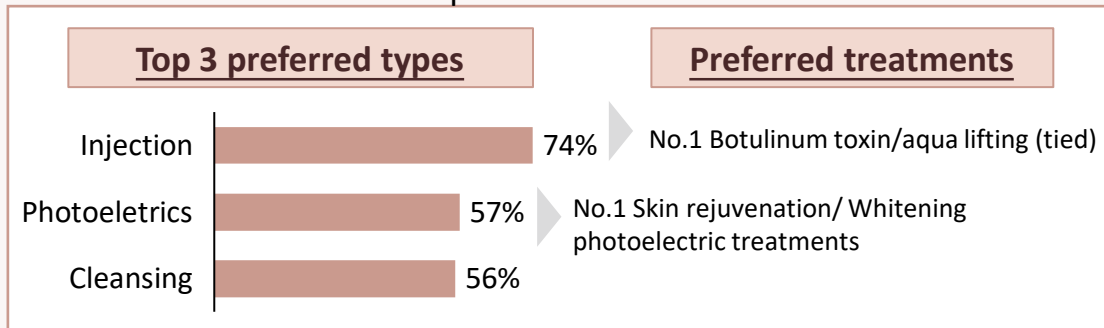 Top 3 preferred types
Preferred treatments
Injection
74%
No.1 Botulinum toxin/aqua lifting (tied)
Photoeletrics
57%
No.1 Skin rejuvenation/ Whitening
photoelectric treatments
Cleansing
56%